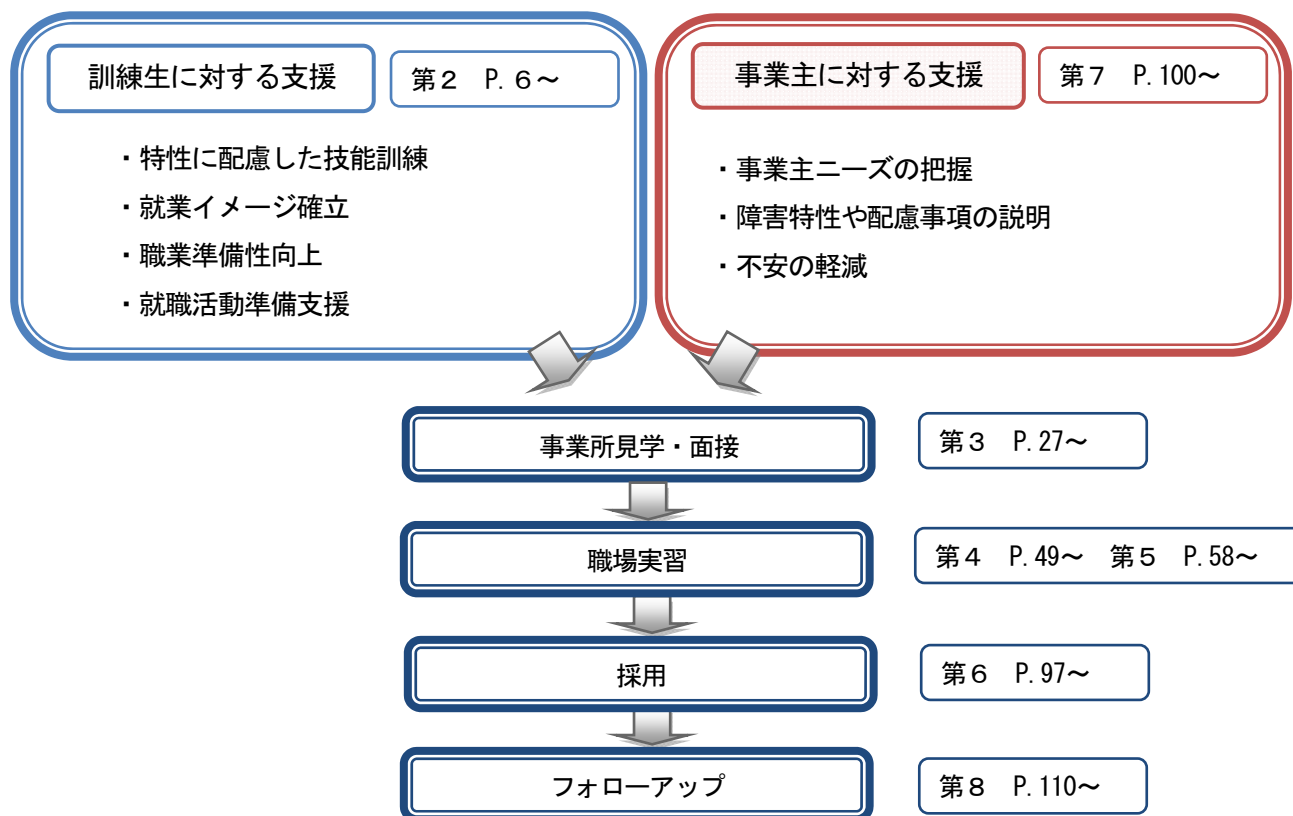 訓練生に対する支援
第2 P.6～
・特性に配慮した技能訓練
・就業イメージ確立
・職業準備性向上
・就職活動準備支援
事業主に対する支援
第7 P.100～
・事業主ニーズの把握
・障害特性や配慮事項の説明
・不安の軽減
事業所見学・面接
第3 P.27～
職場実習
第4 P.49～ 第5 P.58～
採用
第6 P.97～
フォローアップ
第8 P.110～